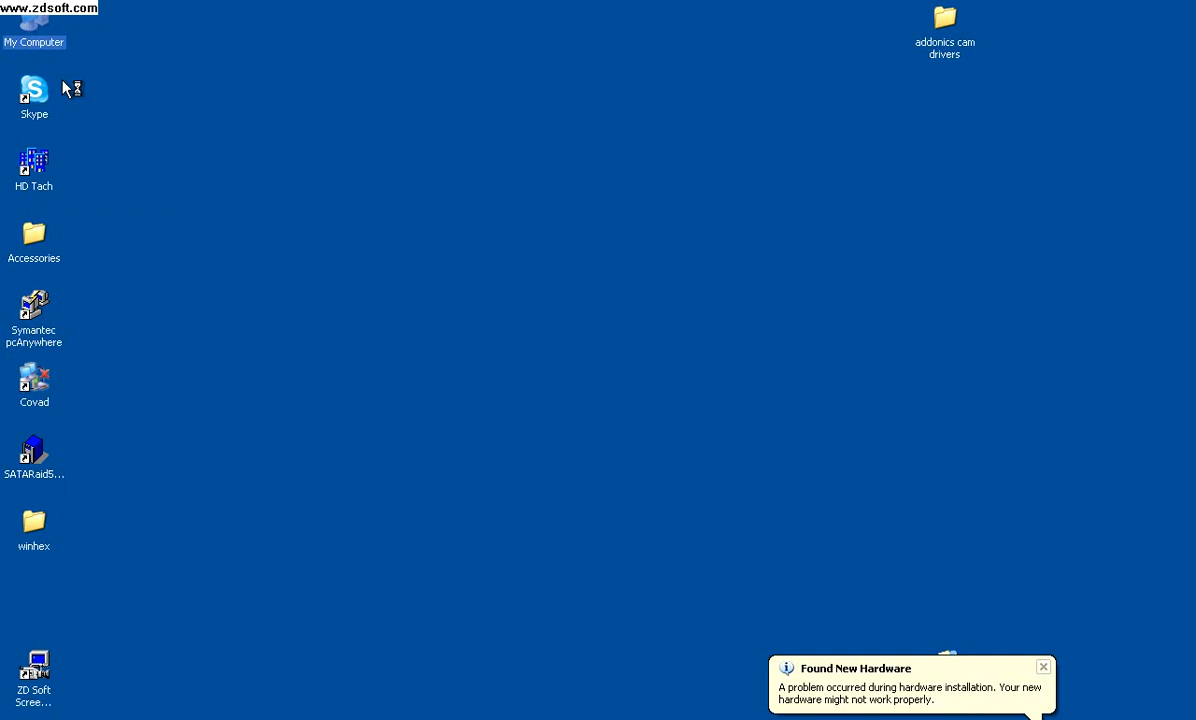 www.zdsoft.com
My Computer
addonics cam
drivers
Skype
HD Tach
Accessories
Symantec
pcAnywhere
Covad
SATARaid5...
winhex
ZD Soft
Scree...
Found New Hardware
A problem occurred during hardware installation. Your new
hardware might not work properly.